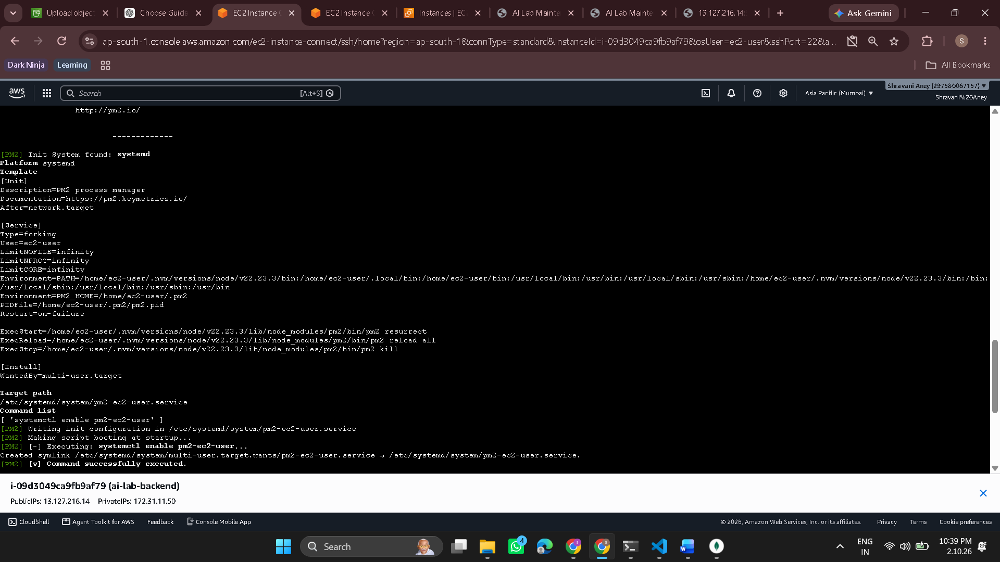 Upload object
Choose Guida
EC2 Instance C
EC2 Instance C
Instances | EC2
AI Lab Mainte
AI Lab Mainte
13.127.216.14:
Ask Gemini
ap-south-1.console.aws.amazon.com/ec2-instance-connect/ssh/home?region=ap-south-1&connType=standard&instanceId=i-09d3049ca9fb9af79&osUser=ec2-user&sshPort=22&a...
S
Dark Ninja
Learning
All Bookmarks
aws
Search
[Alt+S]
Asia Pacific (Mumbai)
Shravani Aney (297580067157)
Shravani%20Aney
http://pm2.io/
-------------
[PM2] Init System found: systemd
Platform systemd
Template
[Unit]
Description=PM2 process manager
Documentation=https://pm2.keymetrics.io/
After=network.target
[Service]
Type=forking
User=ec2-user
LimitNOFILE=infinity
LimitNPROC=infinity
LimitCORE=infinity
Environment=PATH=/home/ec2-user/.nvm/versions/node/v22.23.3/bin:/home/ec2-user/.local/bin:/home/ec2-user/bin:/usr/local/bin:/usr/bin:/usr/local/sbin:/usr/sbin:/home/ec2-user/.nvm/versions/node/v22.23.3/bin:/bin:
/usr/local/sbin:/usr/local/bin:/usr/sbin:/usr/bin
Environment=PM2_HOME=/home/ec2-user/.pm2
PIDFile=/home/ec2-user/.pm2/pm2.pid
Restart=on-failure
ExecStart=/home/ec2-user/.nvm/versions/node/v22.23.3/lib/node_modules/pm2/bin/pm2 resurrect
ExecReload=/home/ec2-user/.nvm/versions/node/v22.23.3/lib/node_modules/pm2/bin/pm2 reload all
ExecStop=/home/ec2-user/.nvm/versions/node/v22.23.3/lib/node_modules/pm2/bin/pm2 kill
[Install]
WantedBy=multi-user.target
Target path
/etc/systemd/system/pm2-ec2-user.service
Command list
[ 'systemctl enable pm2-ec2-user' ]
[PM2] Writing init configuration in /etc/systemd/system/pm2-ec2-user.service
[PM2] Making script booting at startup...
[PM2] [-] Executing: systemctl enable pm2-ec2-user...
Created symlink /etc/systemd/system/multi-user.target.wants/pm2-ec2-user.service → /etc/systemd/system/pm2-ec2-user.service.
[PM2] [v] Command successfully executed.
i-09d3049ca9fb9af79 (ai-lab-backend)
PublicIPs: 13.127.216.14 PrivateIPs: 172.31.11.50
CloudShell
Agent Toolkit for AWS
Feedback
Console Mobile App
© 2026, Amazon Web Services, Inc. or its affiliates.
Privacy
Terms
Cookie preferences
Search
4
ENG
IN
10:39 PM
2.10.26